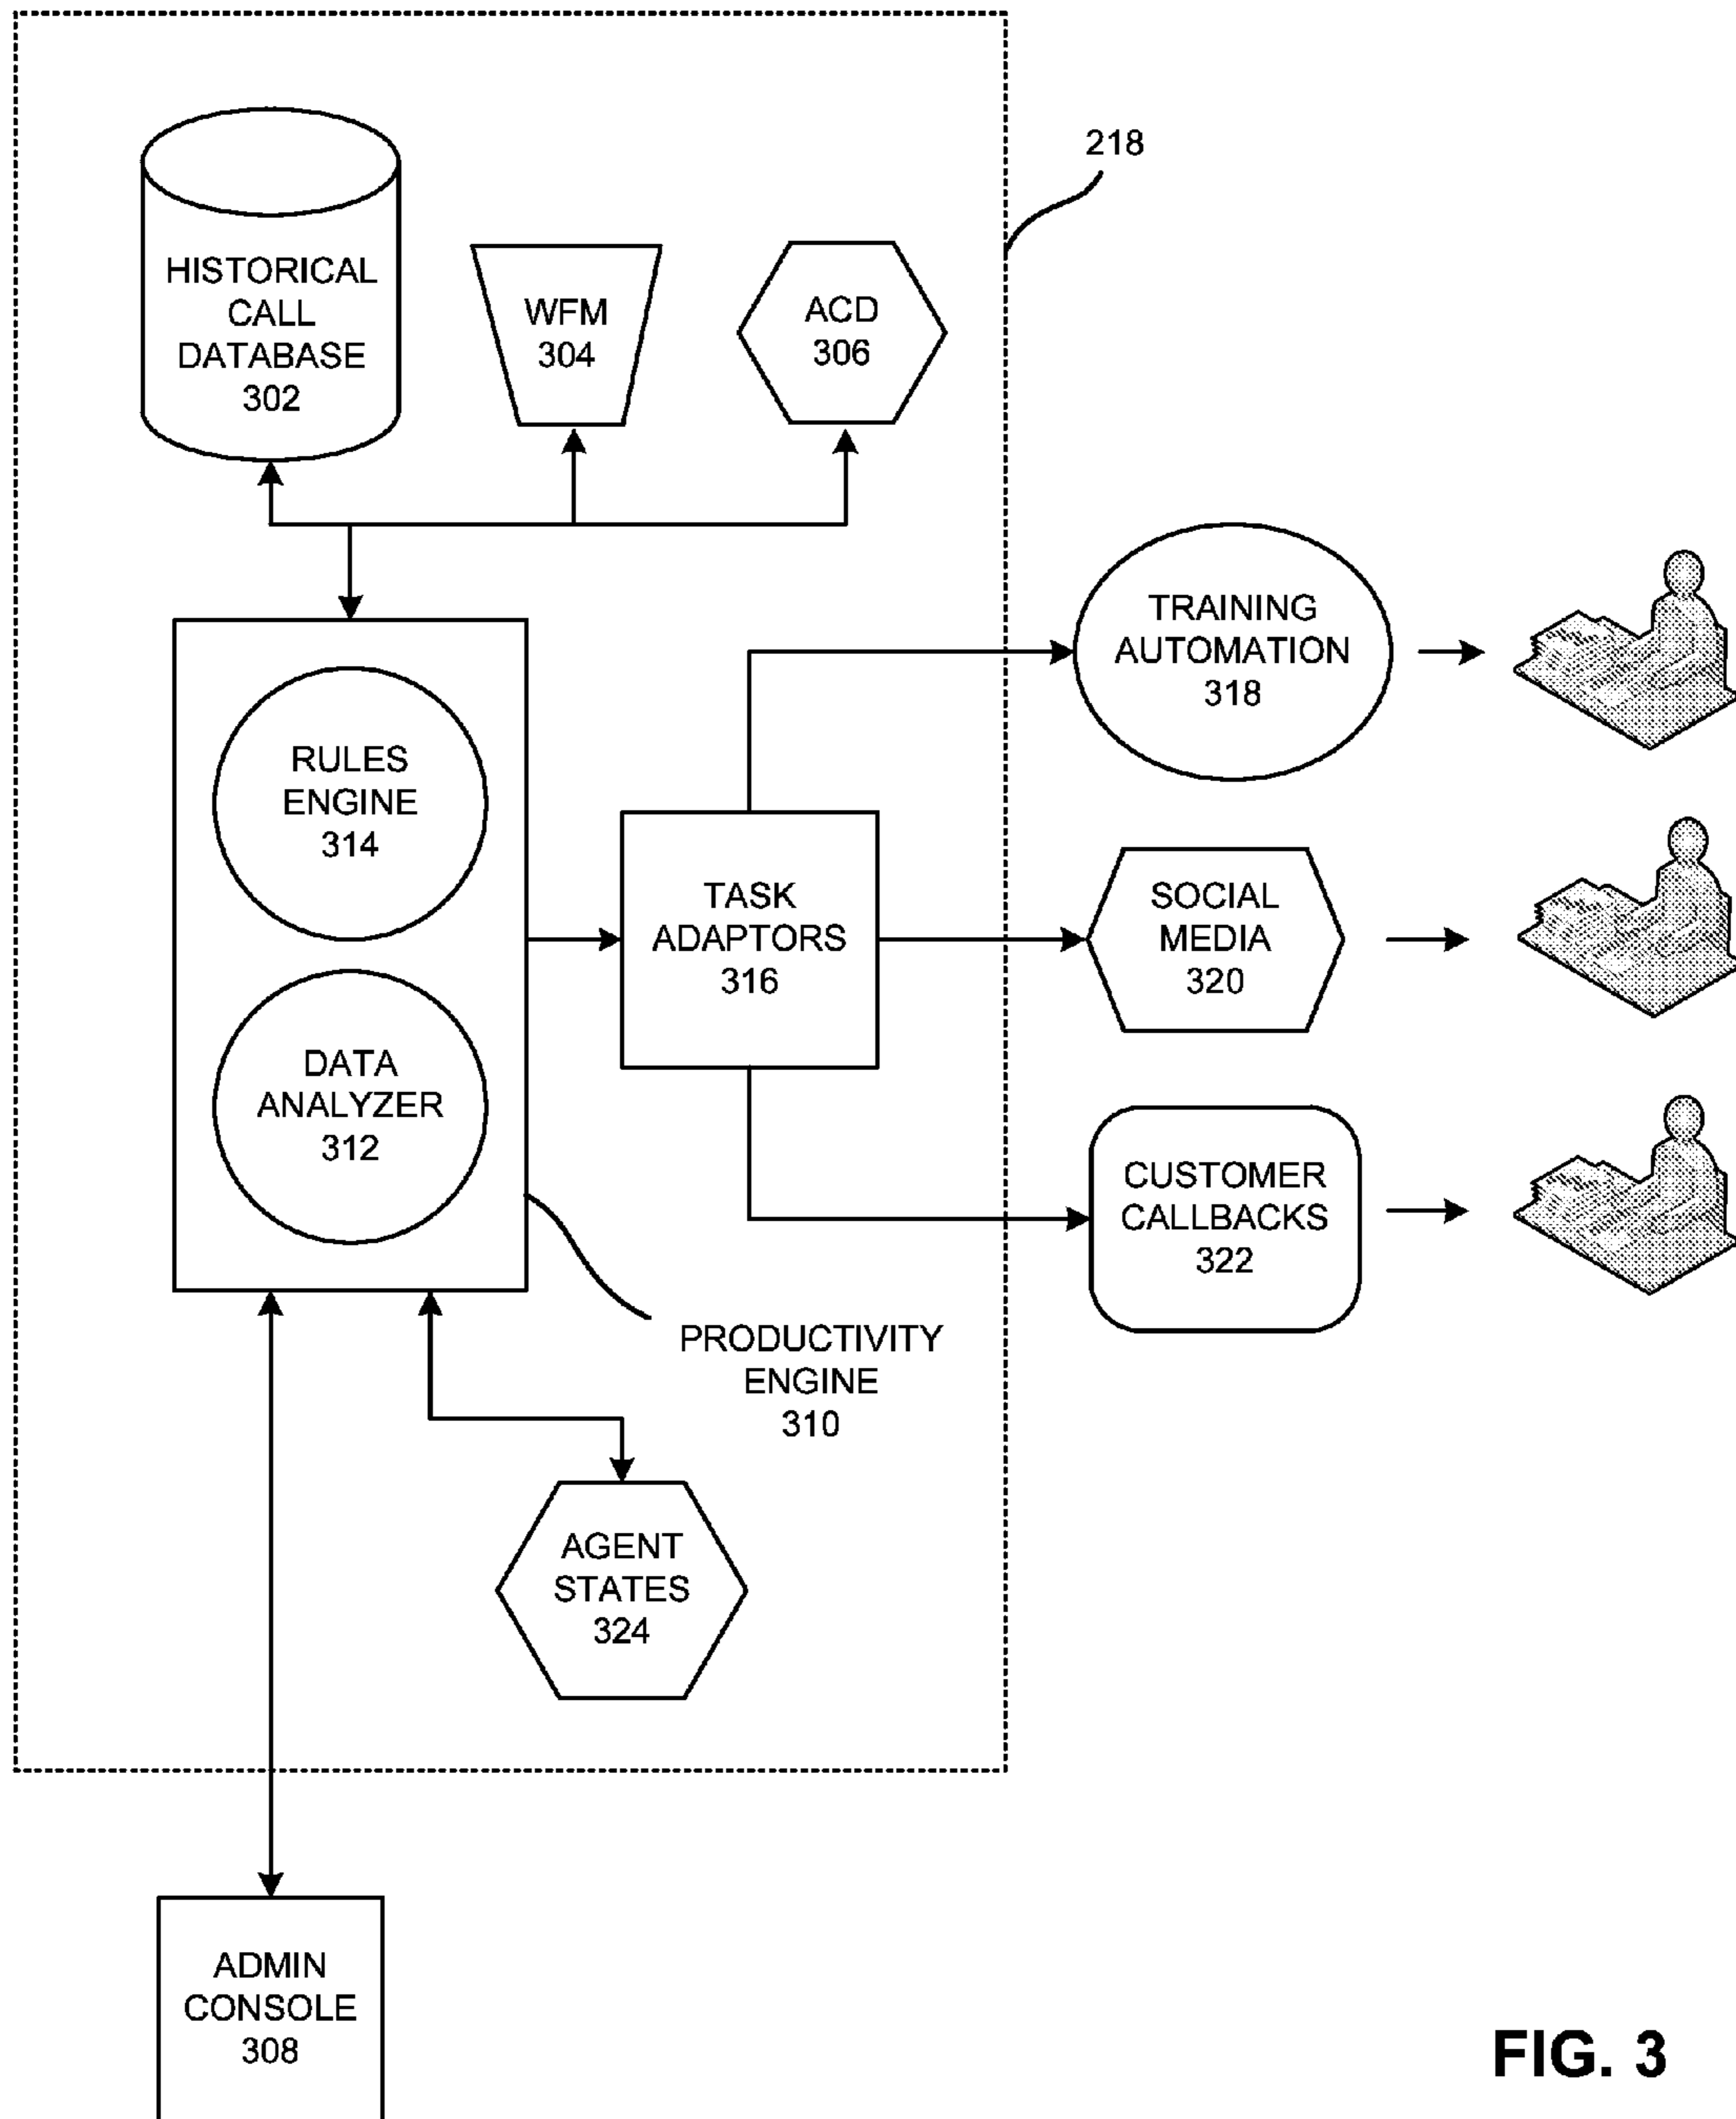 218
HISTORICAL
CALL
DATABASE
302
WFM
304
ACD
306
TRAINING
AUTOMATION
318
RULES
ENGINE
314
TASK
ADAPTORS
316
SOCIAL
MEDIA
320
DATA
ANALYZER
312
CUSTOMER
CALLBACKS
322
PRODUCTIVITY
ENGINE
310
AGENT
STATES
324
ADMIN
CONSOLE
308
FIG. 3